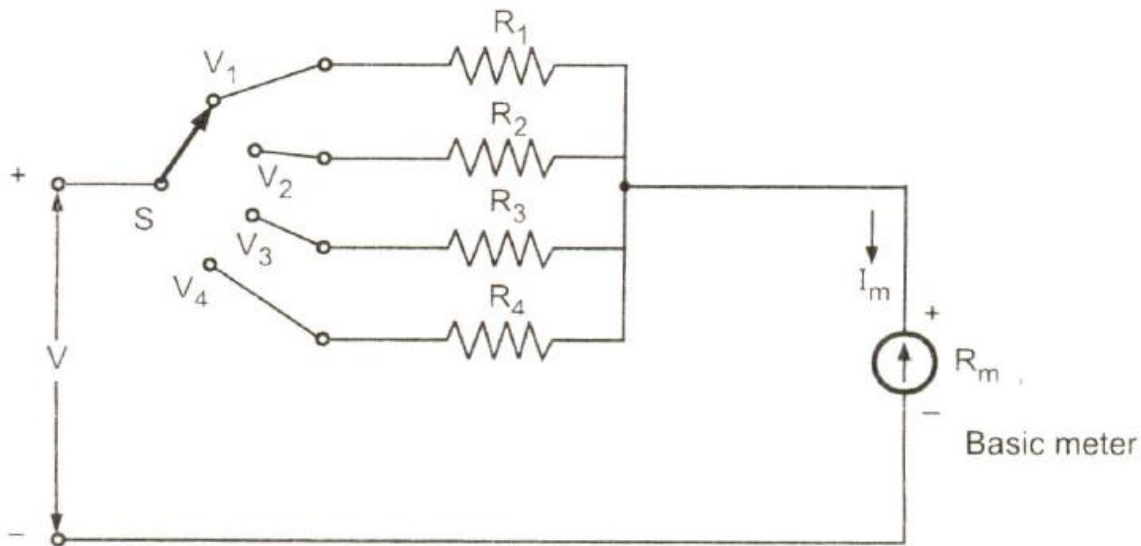 R1
V1
R2
+
V2
S
R3
V3
V4
Im
R4
+
V
Rm
–
Basic meter
–